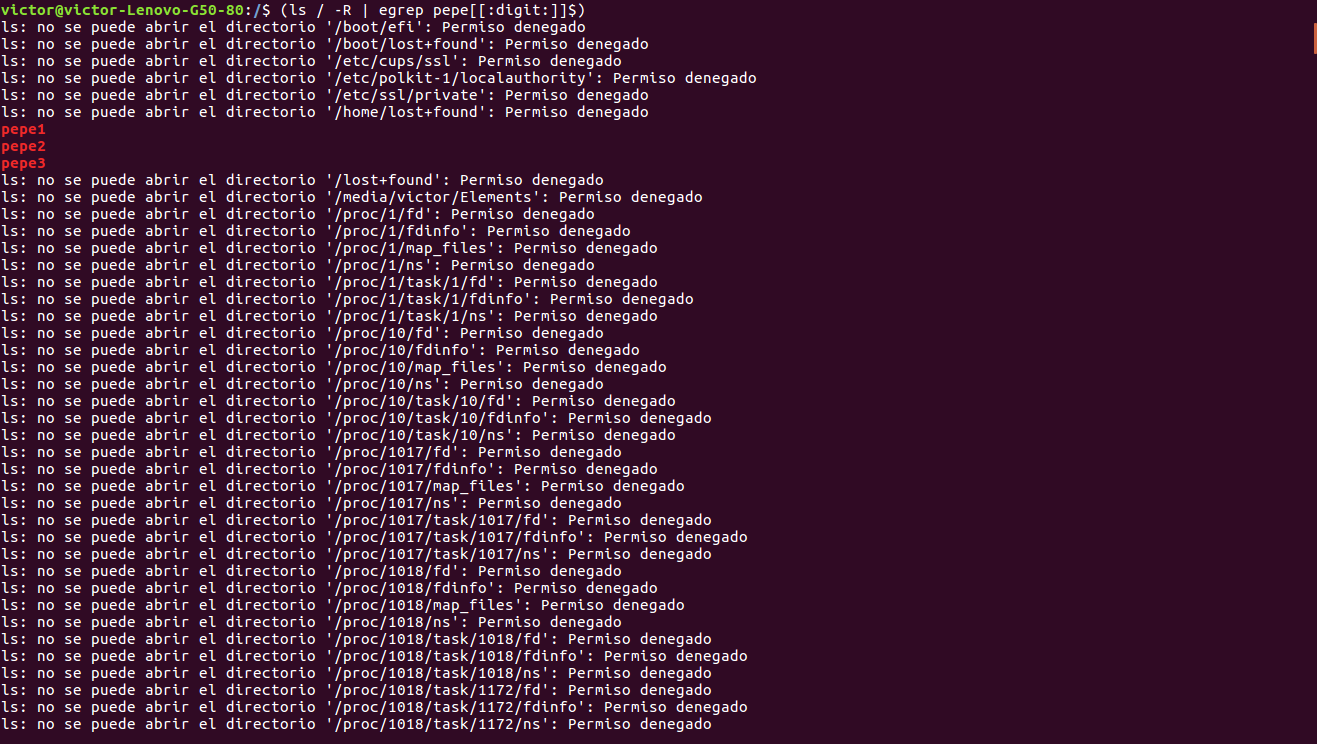 victor@victor-Lenovo-G50-80:/$ (ls / -R | egrep pepe[[:digit:]]$)
ls: no se puede abrir el directorio '/boot/efi': Permiso denegado
ls: no se puede abrir el directorio '/boot/lost+found': Permiso denegado
ls: no se puede abrir el directorio '/etc/cups/ssl': Permiso denegado
ls: no se puede abrir el directorio '/etc/polkit-1/localauthority': Permiso denegado
ls: no se puede abrir el directorio '/etc/ssl/private': Permiso denegado
ls: no se puede abrir el directorio '/home/lost+found': Permiso denegado
pepe1
pepe2
pepe3
ls: no se puede abrir el directorio '/lost+found': Permiso denegado
ls: no se puede abrir el directorio '/media/victor/Elements': Permiso denegado
ls: no se puede abrir el directorio '/proc/1/fd': Permiso denegado
ls: no se puede abrir el directorio '/proc/1/fdinfo': Permiso denegado
ls: no se puede abrir el directorio '/proc/1/map_files': Permiso denegado
ls: no se puede abrir el directorio '/proc/1/ns': Permiso denegado
ls: no se puede abrir el directorio '/proc/1/task/1/fd': Permiso denegado
ls: no se puede abrir el directorio '/proc/1/task/1/fdinfo': Permiso denegado
ls: no se puede abrir el directorio '/proc/1/task/1/ns': Permiso denegado
ls: no se puede abrir el directorio '/proc/10/fd': Permiso denegado
ls: no se puede abrir el directorio '/proc/10/fdinfo': Permiso denegado
ls: no se puede abrir el directorio '/proc/10/map_files': Permiso denegado
ls: no se puede abrir el directorio '/proc/10/ns': Permiso denegado
ls: no se puede abrir el directorio '/proc/10/task/10/fd': Permiso denegado
ls: no se puede abrir el directorio '/proc/10/task/10/fdinfo': Permiso denegado
ls: no se puede abrir el directorio '/proc/10/task/10/ns': Permiso denegado
ls: no se puede abrir el directorio '/proc/1017/fd': Permiso denegado
ls: no se puede abrir el directorio '/proc/1017/fdinfo': Permiso denegado
ls: no se puede abrir el directorio '/proc/1017/map_files': Permiso denegado
ls: no se puede abrir el directorio '/proc/1017/ns': Permiso denegado
ls: no se puede abrir el directorio '/proc/1017/task/1017/fd': Permiso denegado
ls: no se puede abrir el directorio '/proc/1017/task/1017/fdinfo': Permiso denegado
ls: no se puede abrir el directorio '/proc/1017/task/1017/ns': Permiso denegado
ls: no se puede abrir el directorio '/proc/1018/fd': Permiso denegado
ls: no se puede abrir el directorio '/proc/1018/fdinfo': Permiso denegado
ls: no se puede abrir el directorio '/proc/1018/map_files': Permiso denegado
ls: no se puede abrir el directorio '/proc/1018/ns': Permiso denegado
ls: no se puede abrir el directorio '/proc/1018/task/1018/fd': Permiso denegado
ls: no se puede abrir el directorio '/proc/1018/task/1018/fdinfo': Permiso denegado
ls: no se puede abrir el directorio '/proc/1018/task/1018/ns': Permiso denegado
ls: no se puede abrir el directorio '/proc/1018/task/1172/fd': Permiso denegado
ls: no se puede abrir el directorio '/proc/1018/task/1172/fdinfo': Permiso denegado
ls: no se puede abrir el directorio '/proc/1018/task/1172/ns': Permiso denegado